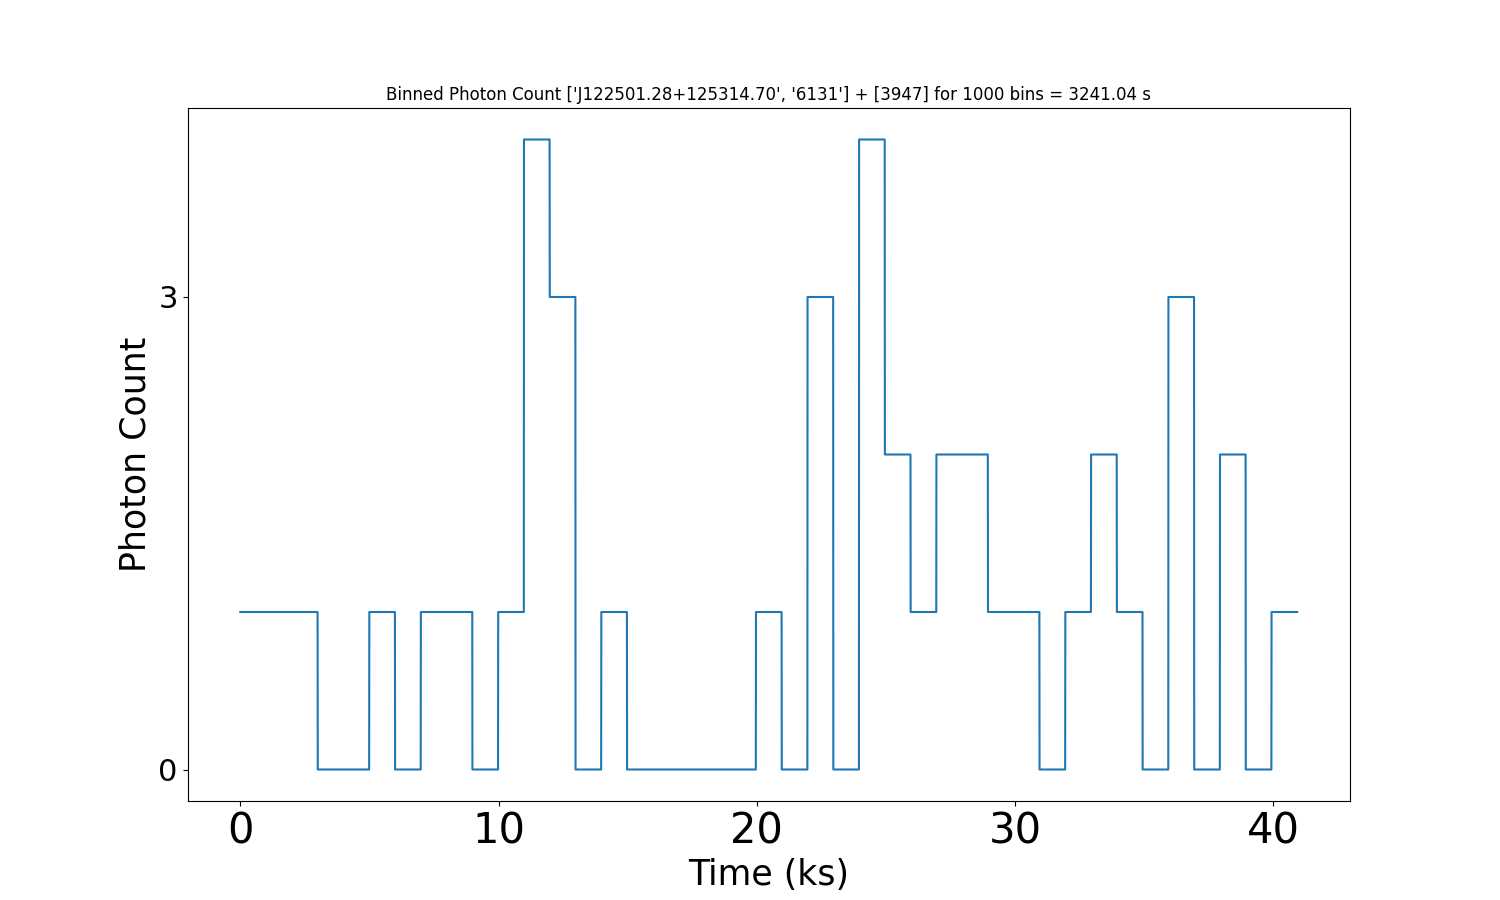 Binned Photon Count ['J122501.28+125314.70', '6131'] + [3947] for 1000 bins = 3241.04 s
3
Photon Count
0
0 10 20 30 40
Time (ks)